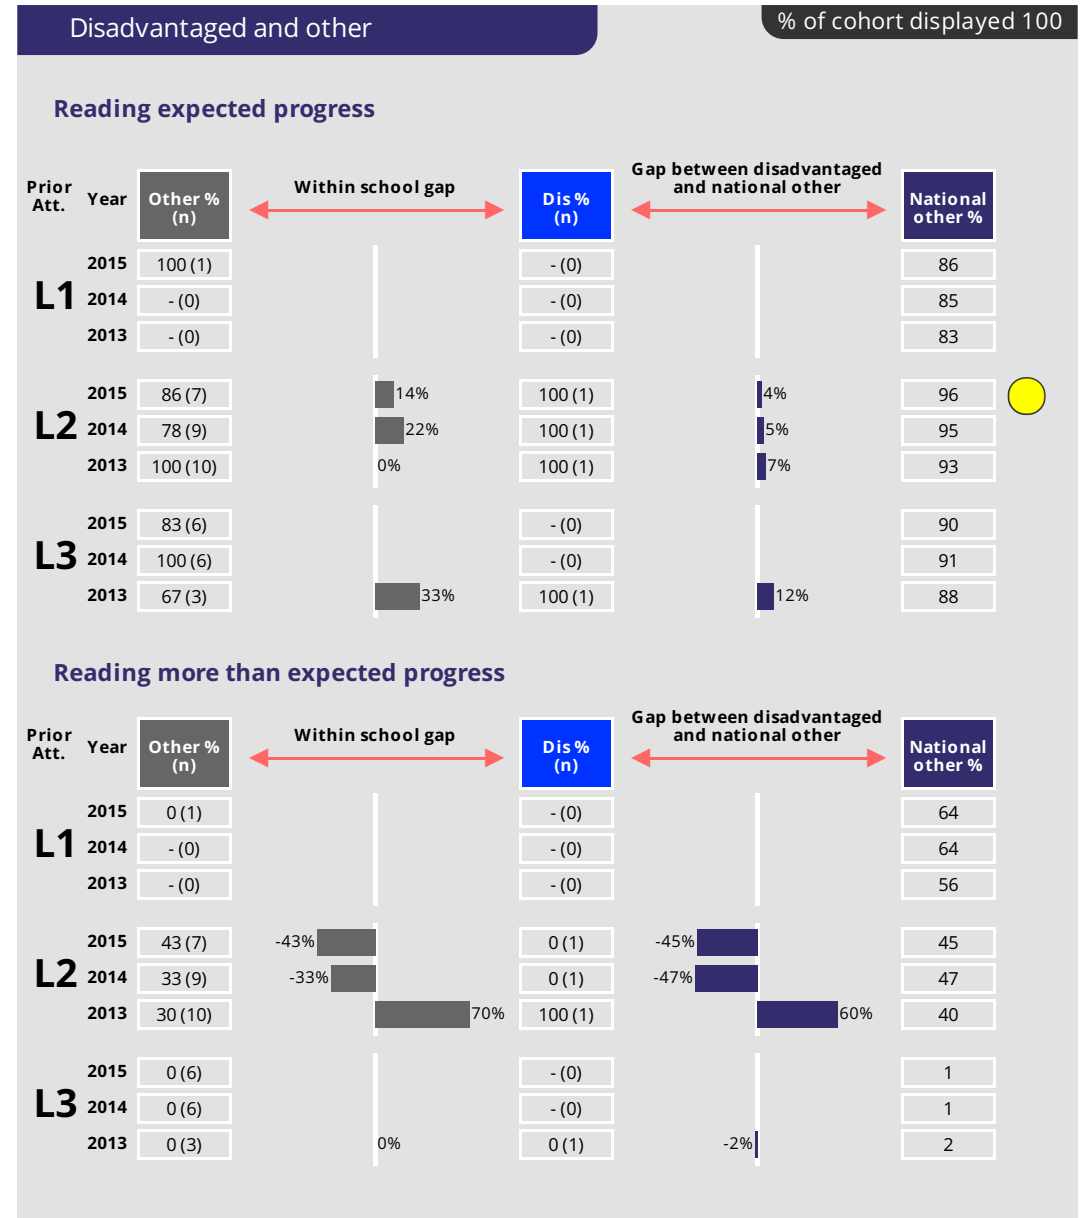 Disadvantaged and other
% of cohort displayed 100
Reading expected progress
Prior Att.
Year
Other % (n)
Within school gap
Dis % (n)
Gap between disadvantaged and national other
National other %
L1
2015 100 (1) - (0) 86
2014 - (0) - (0) 85
2013 - (0) - (0) 83
L2
2015 86 (7) 14% 100 (1) 4% 96
2014 78 (9) 22% 100 (1) 5% 95
2013 100 (10) 0% 100 (1) 7% 93
L3
2015 83 (6) - (0) 90
2014 100 (6) - (0) 91
2013 67 (3) 33% 100 (1) 12% 88
Reading more than expected progress
Prior Att.
Year
Other % (n)
Within school gap
Dis % (n)
Gap between disadvantaged and national other
National other %
L1
2015 0 (1) - (0) 64
2014 - (0) - (0) 64
2013 - (0) - (0) 56
L2
2015 43 (7) -43% 0 (1) -45% 45
2014 33 (9) -33% 0 (1) -47% 47
2013 30 (10) 70% 100 (1) 60% 40
L3
2015 0 (6) - (0) 1
2014 0 (6) - (0) 1
2013 0 (3) 0% 0 (1) -2% 2